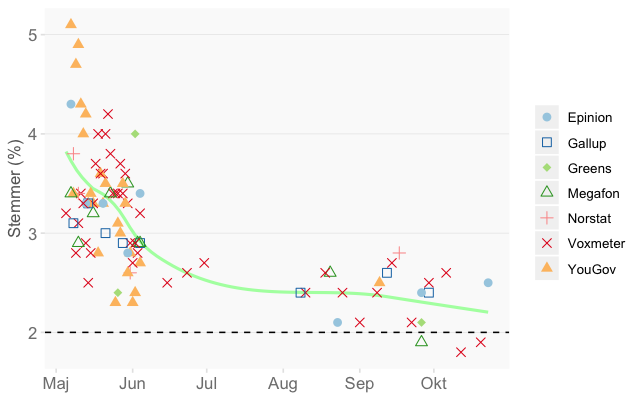 5
4
3
2
Stemmer (%)
Maj Jun Jul Aug Sep Okt
Epinion
Gallup
Greens
Megafon
Norstat
Voxmeter
YouGov